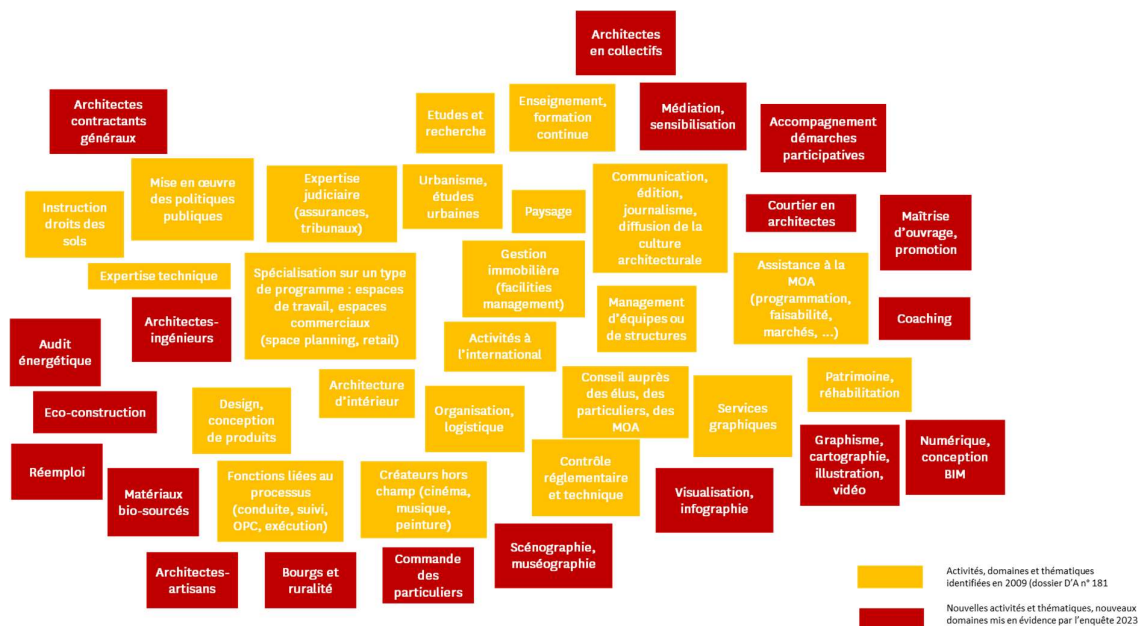 Architectes
en collectifs
Architectes
contractants
généraux
Etudes et
recherche
Enseignement,
formation
continue
Médiation,
sensibilisation
Accompagnement
démarches
participatives
Mise en œuvre
des politiques
publiques
Expertise
judiciaire
(assurances,
tribunaux)
Urbanisme,
études
urbaines
Paysage
Communication,
édition,
journalisme,
diffusion de la
culture
architecturale
Courtier en
architectes
Maîtrise
d'ouvrage,
promotion
Instruction
droits des
sols
Expertise technique
Spécialisation sur un type
de programme : espaces
de travail, espaces
commerciaux
(space planning, retail)
Gestion
immobilière
(facilities
management)
Management
d'équipes ou
de structures
Assistance à la
MOA
(programmation,
faisabilité,
marchés, ...)
Coaching
Architectes-
ingénieurs
Audit
énergétique
Activités à
l'international
Eco-construction
Design,
conception
de produits
Architecture
d'intérieur
Organisation,
logistique
Conseil auprès
des élus, des
particuliers, des
MOA
Services
graphiques
Patrimoine,
réhabilitation
Réemploi
Matériaux
bio-sourcés
Fonctions liées au
processus
(conduite, suivi,
OPC, exécution)
Créateurs hors
champ (cinéma,
musique,
peinture)
Contrôle
réglementaire
et technique
Visualisation,
infographie
Graphisme,
cartographie,
illustration,
vidéo
Numérique,
conception
BIM
Architectes-
artisans
Bourgs et
ruralité
Commande
des
particuliers
Scénographie,
muséographie
Activités, domaines et thématiques
identifiées en 2009 (dossier D'A n° 181
Nouvelles activités et thématiques, nouveaux
domaines mis en évidence par l'enquête 2023